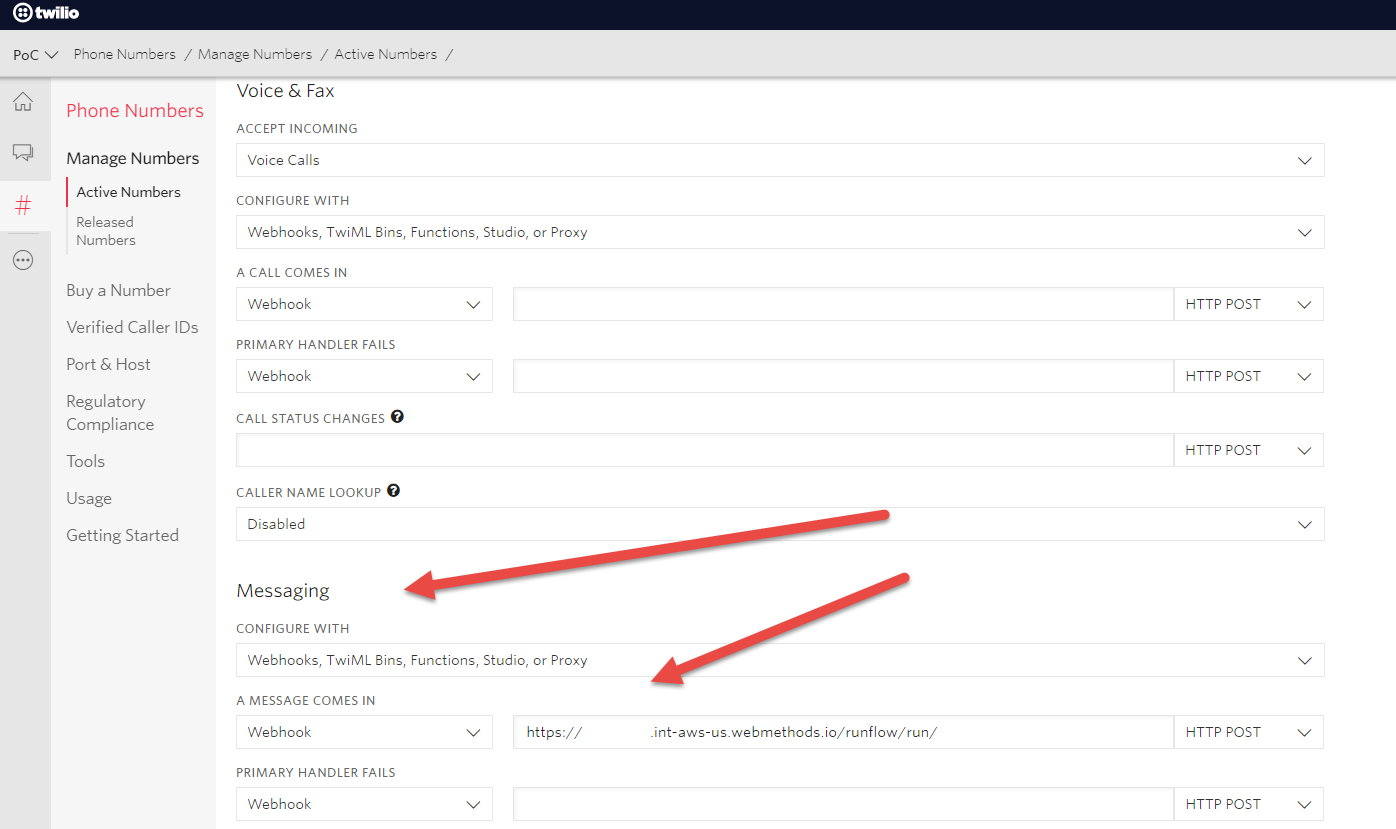 twilio
PoC Phone Numbers / Manage Numbers / Active Numbers /
Phone Numbers
Manage Numbers
Active Numbers
Released
Numbers
Buy a Number
Verified Caller IDs
Port & Host
Regulatory
Compliance
Tools
Usage
Getting Started
Voice & Fax
ACCEPT INCOMING
Voice Calls
CONFIGURE WITH
Webhooks, TwiML Bins, Functions, Studio, or Proxy
A CALL COMES IN
Webhook HTTP POST
PRIMARY HANDLER FAILS
Webhook HTTP POST
CALL STATUS CHANGES ?
HTTP POST
CALLER NAME LOOKUP ?
Disabled
Messaging
CONFIGURE WITH
Webhooks, TwiML Bins, Functions, Studio, or Proxy
A MESSAGE COMES IN
Webhook https:// .int-aws-us.webmethods.io/runflow/run/ HTTP POST
PRIMARY HANDLER FAILS
Webhook HTTP POST